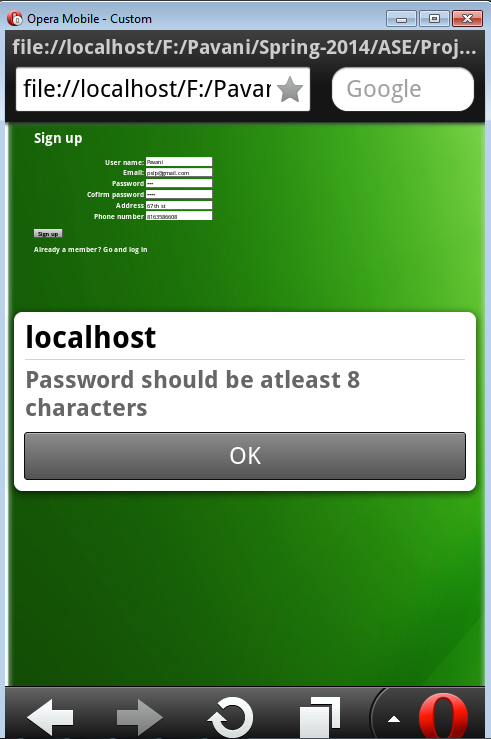 Opera Mobile - Custom
file://localhost/F:/Pavani/Spring-2014/ASE/Proj...
file://localhost/F:/Pavar
Google
Sign up
User name: Pavani
Email: pslp@gmail.com
Password ***
Cofirm password ****
Address 67th st
Phone number 8163586608
Sign up
Already a member? Go and log in
localhost
Password should be atleast 8
characters
OK